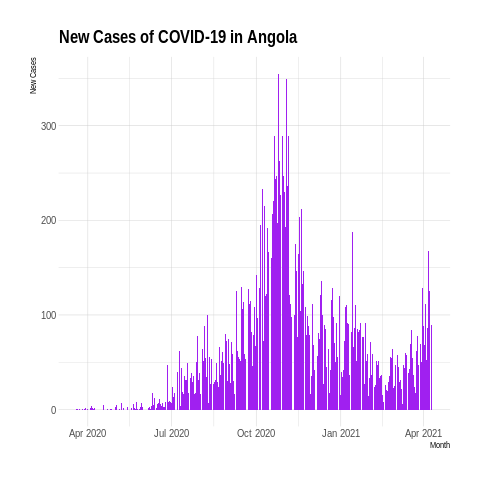 New Cases of COVID-19 in Angola
New Cases
300
200
100
0
Apr 2020 Jul 2020 Oct 2020 Jan 2021 Apr 2021
Month